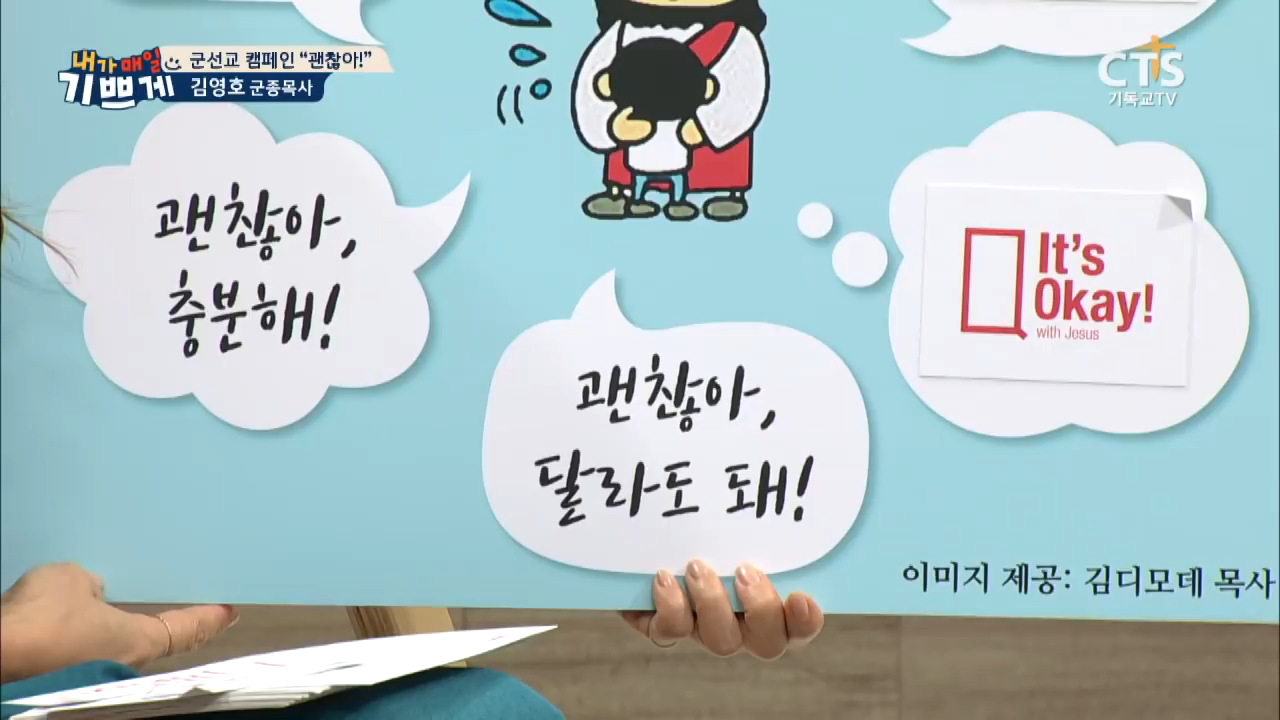 내가 매일
기쁘게
군선교 캠페인 “괜찮아!”
김영호 군종목사
CTS
기독교TV
괜찮아,
충분해!
괜찮아,
달라도 돼!
It's
Okay!
with Jesus
이미지 제공: 김디모데 목사